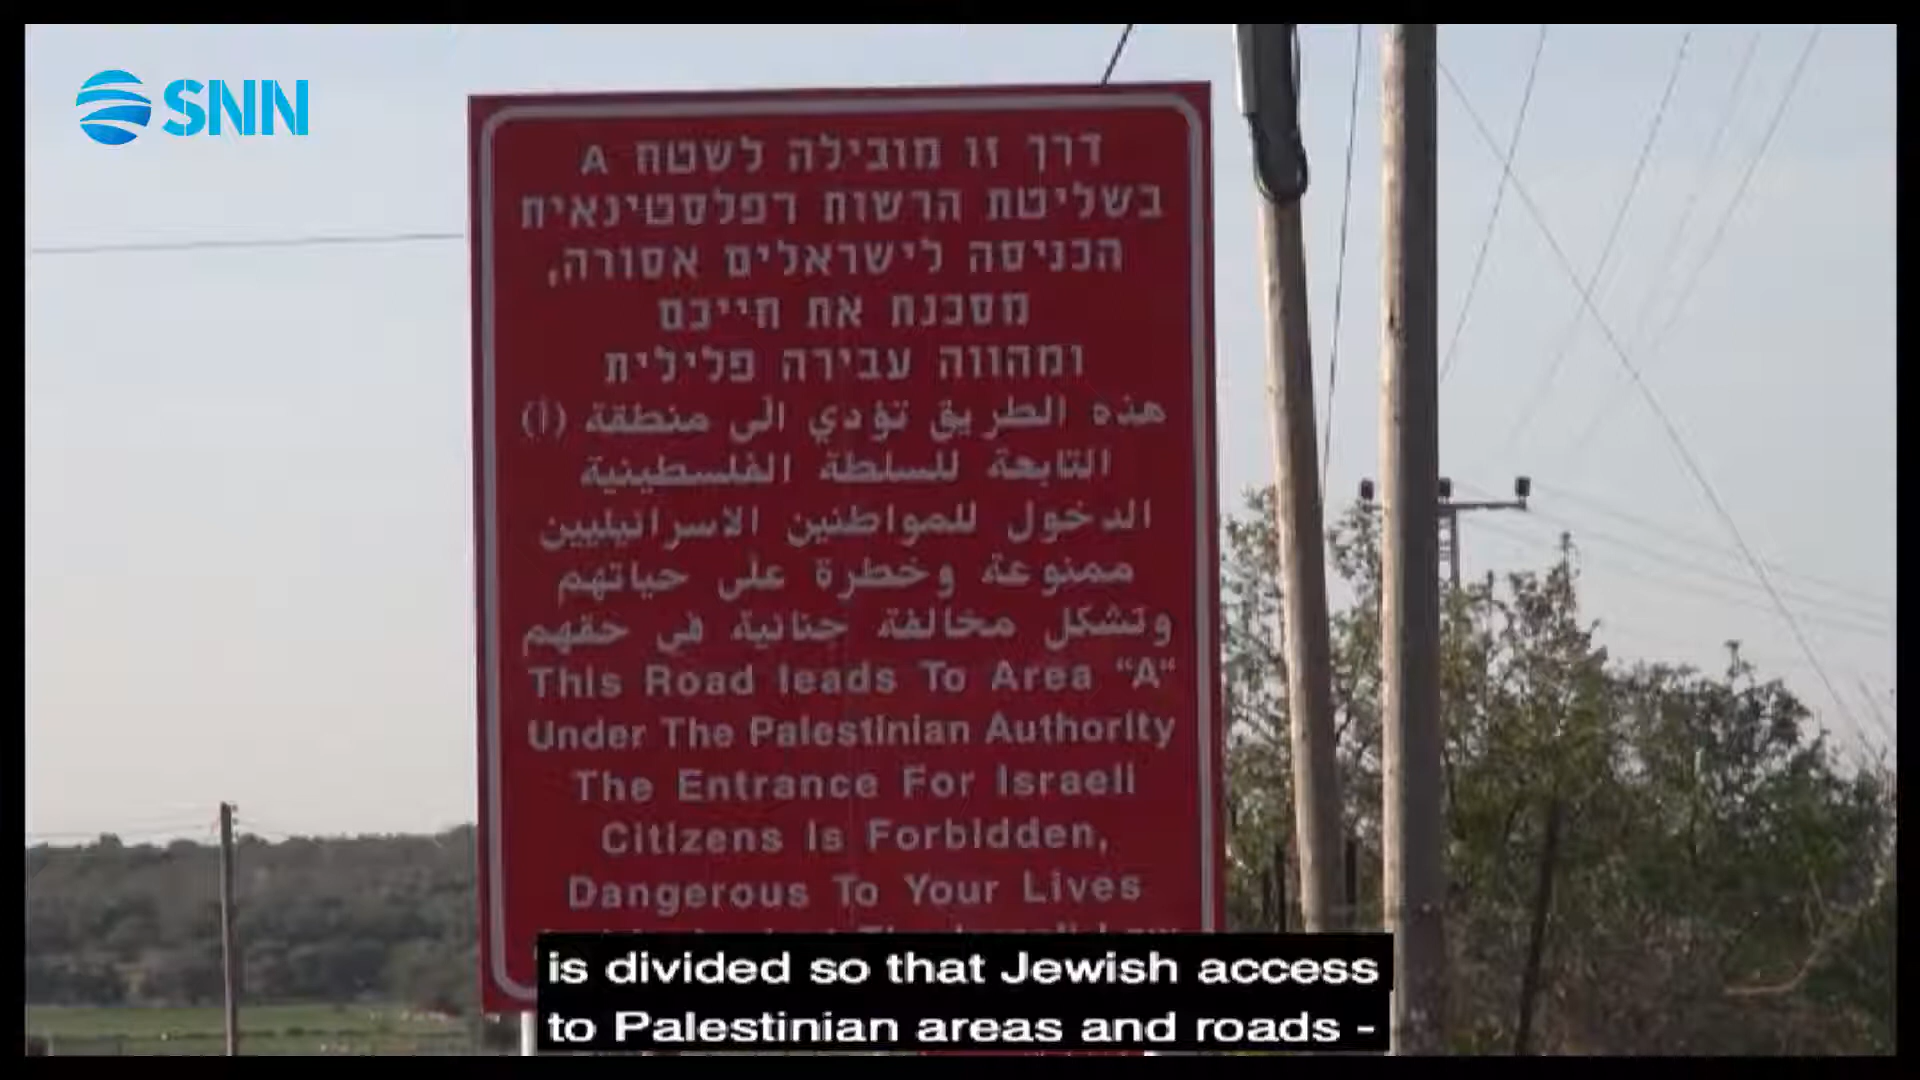 SNN
דרך זו מובילה לשטח A
בשליטת הרשות הפלסטינאית
הכניסה לישראלים אסורה,
מסכנת את חייכם
ומהווה עבירה פלילית
هذه الطريق تؤدي الى منطقة (أ)
التابعة للسلطة الفلسطينية
الدخول للمواطنين الاسرائيليين
ممنوعة وخطرة على حياتهم
وتشكل مخالفة جنائية في حقهم
This Road leads To Area “A“
Under The Palestinian Authority
The Entrance For Israeli
Citizens Is Forbidden,
Dangerous To Your Lives
is divided so that Jewish access
to Palestinian areas and roads -